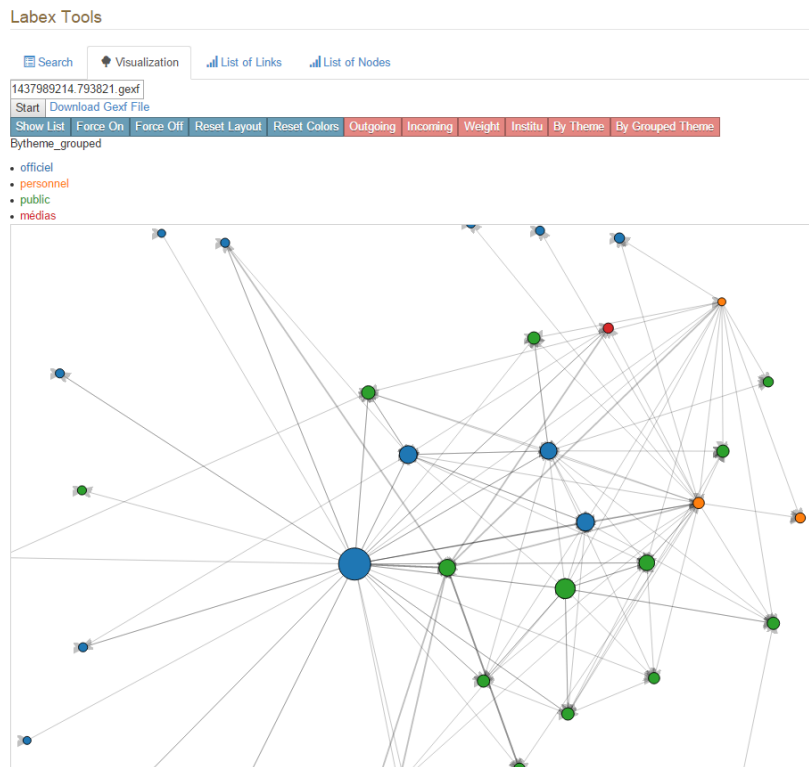 Labex Tools
Search Visualization List of Links List of Nodes
1437989214.793821.gexf
Start Download Gexf File
Show List Force On Force Off Reset Layout Reset Colors Outgoing Incoming Weight Institu By Theme By Grouped Theme
Bytheme_grouped
officiel
personnel
public
médias